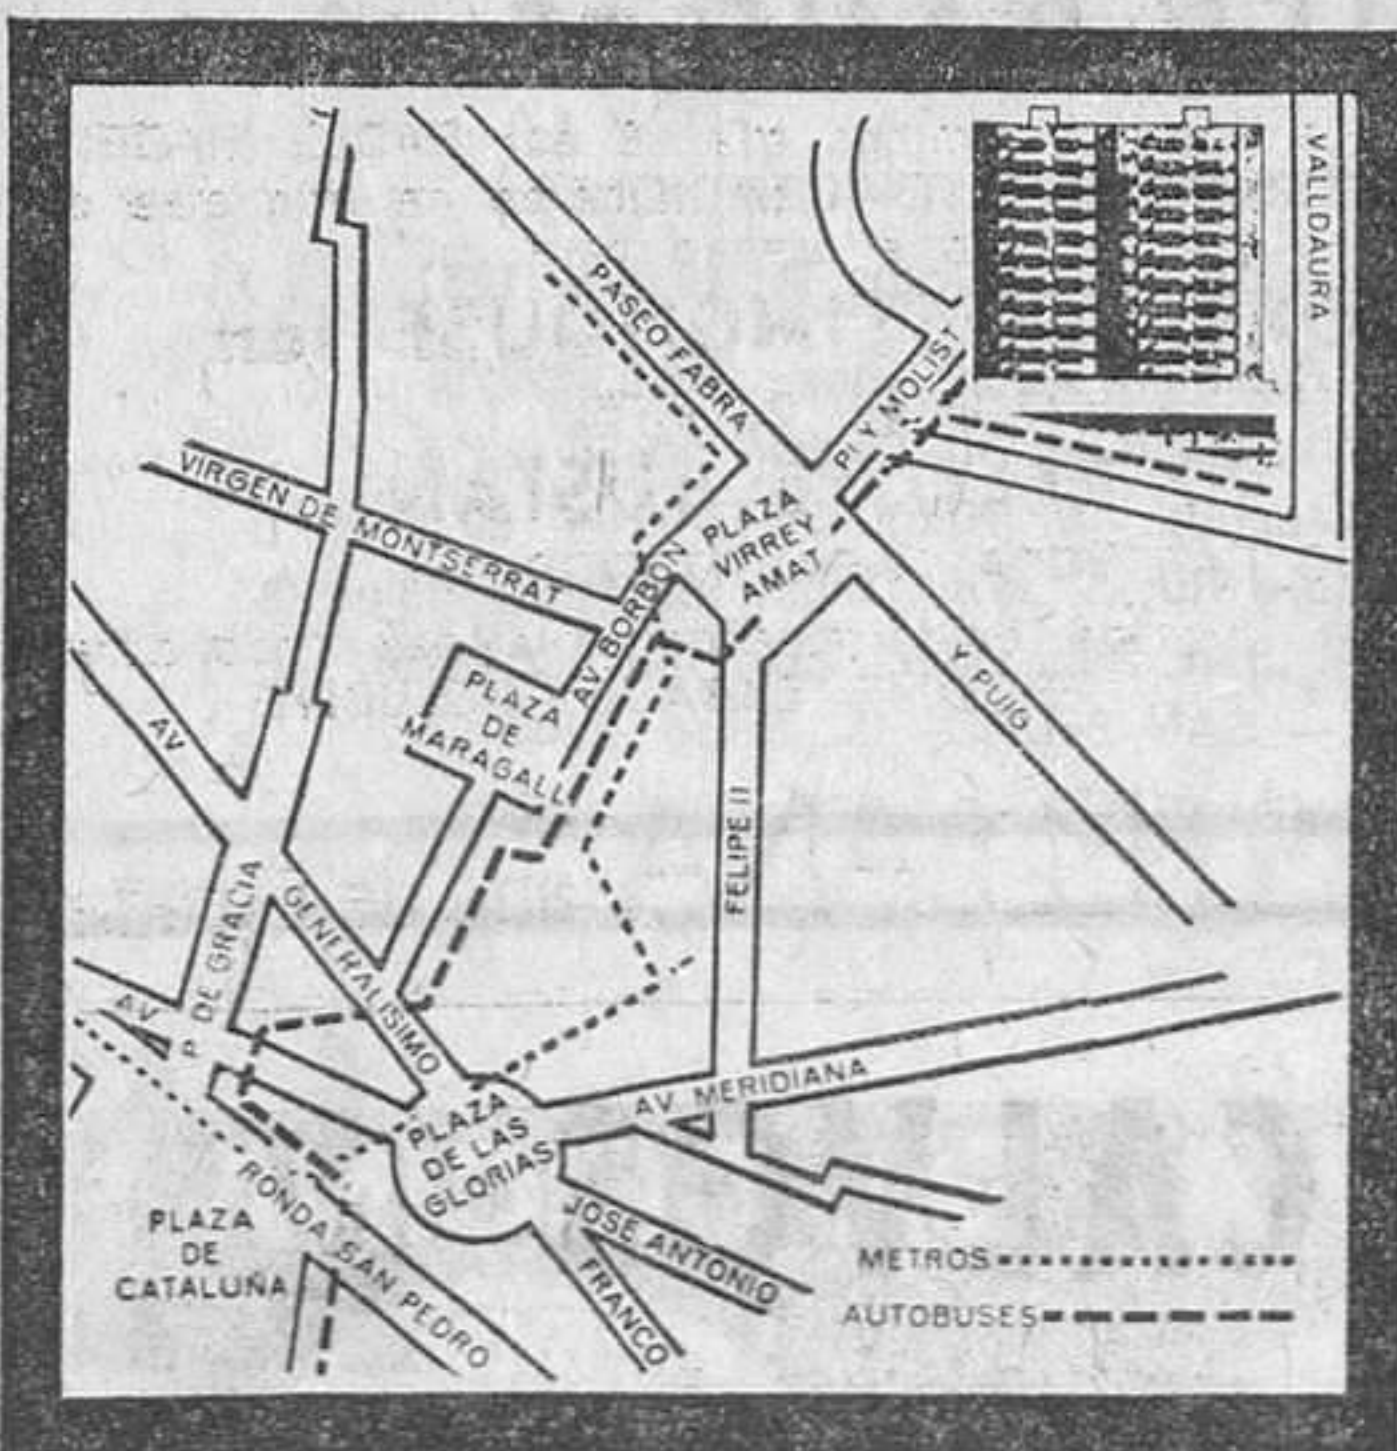 VALLDAURA
PASEO FABRA
PI Y MOLIST
VIRGEN DE MONTSERRAT
PLAZA
VIRREY
AMAT
AV BORBON
PLAZA
DE
MARAGALL
Y PUIG
AV
FELIPE II
P. DE GRACIA
GENERALISIMO
AV
AV MERIDIANA
PLAZA
DE LAS
GLORIAS
RONDA SAN PEDRO
PLAZA
DE
CATALUÑA
JOSE ANTONIO
FRANCO
METROS
AUTOBUSES